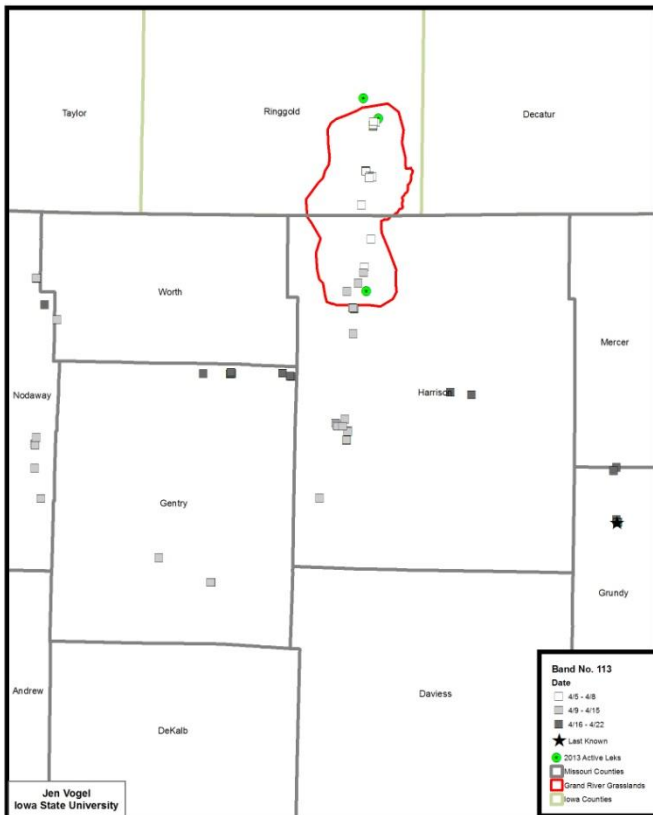 Taylor
Ringgold
Decatur
Worth
Mercer
Nodaway
Harrison
Gentry
Grundy
Andrew
DeKalb
Daviess
Band No. 113
Date
4/5 - 4/8
4/9 - 4/15
4/16 - 4/22
Last Known
2013 Active Leks
Missouri Counties
Grand River Grasslands
Iowa Counties
Jen Vogel
Iowa State University